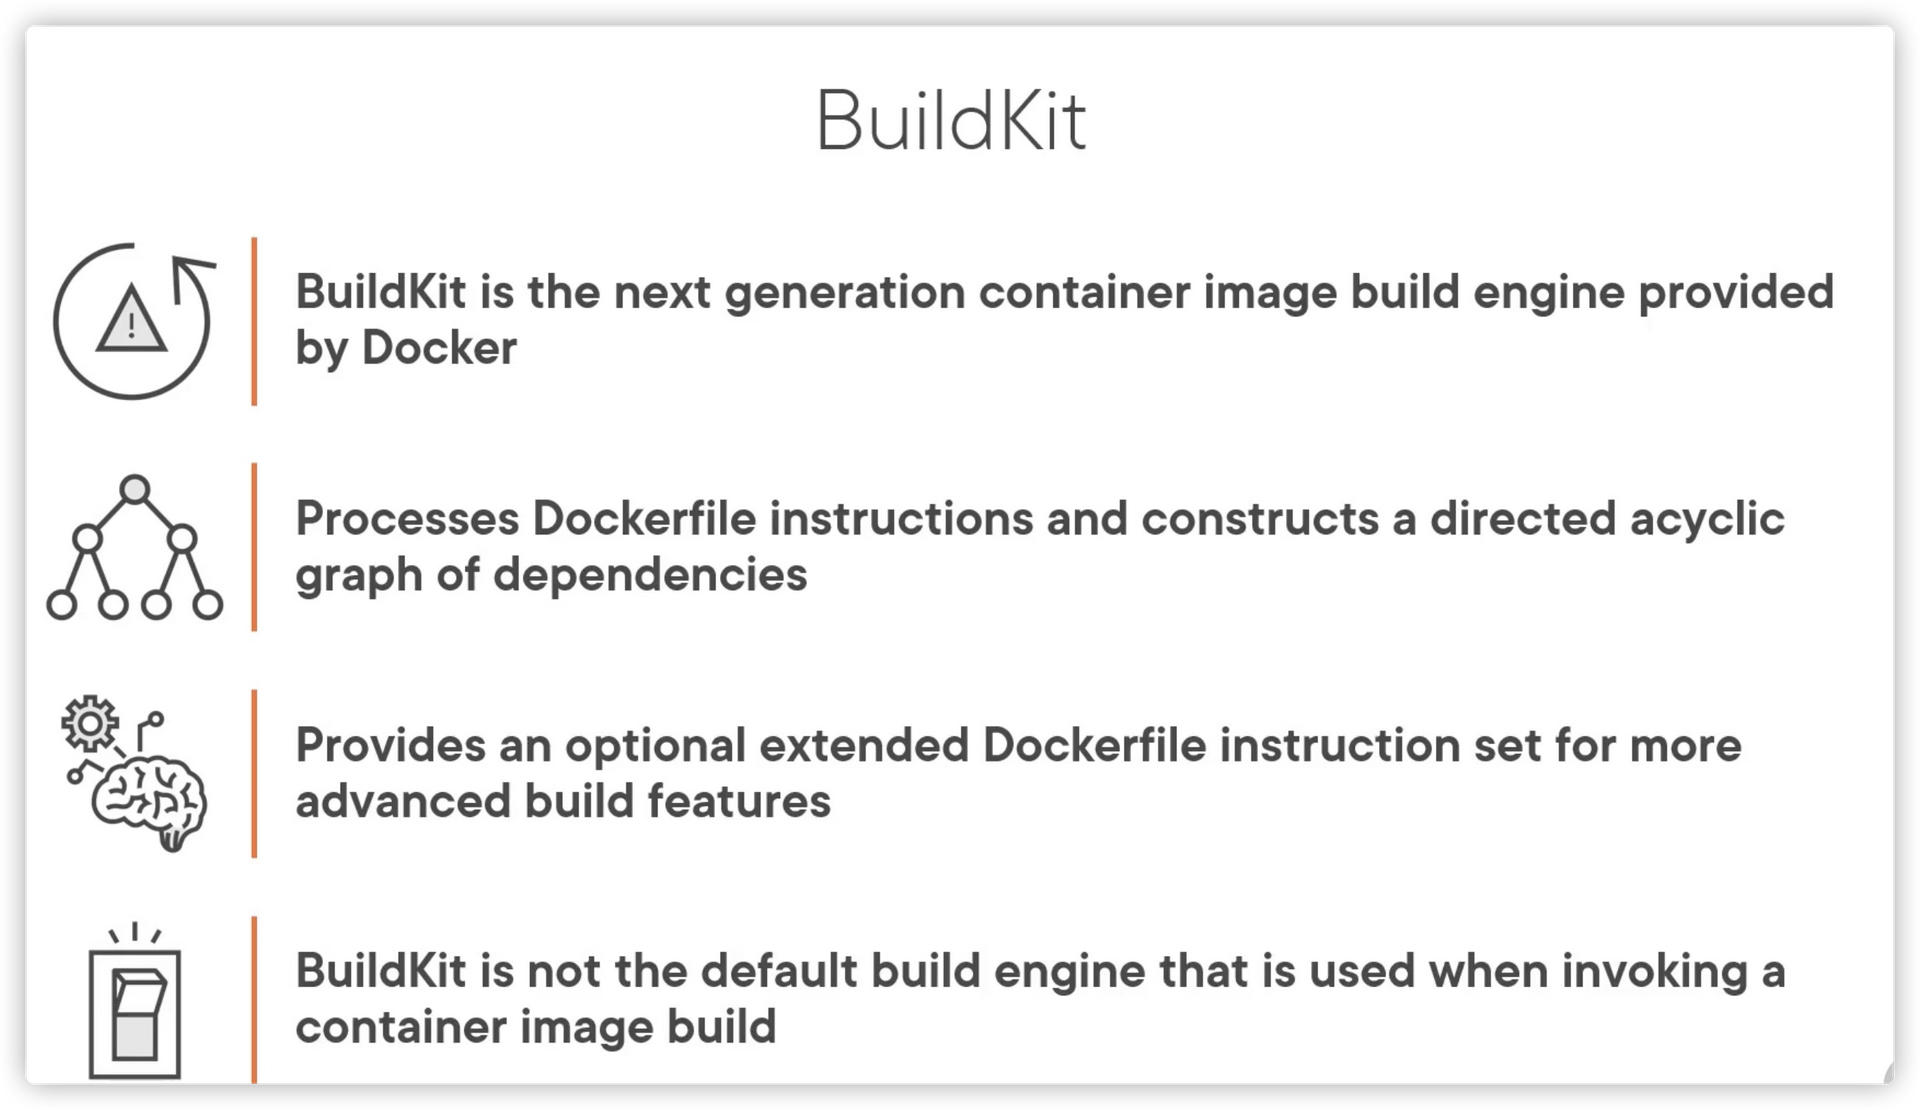 BuildKit
BuildKit is the next generation container image build engine provided
by Docker
Processes Dockerfile instructions and constructs a directed acyclic
graph of dependencies
Provides an optional extended Dockerfile instruction set for more
advanced build features
BuildKit is not the default build engine that is used when invoking a
container image build